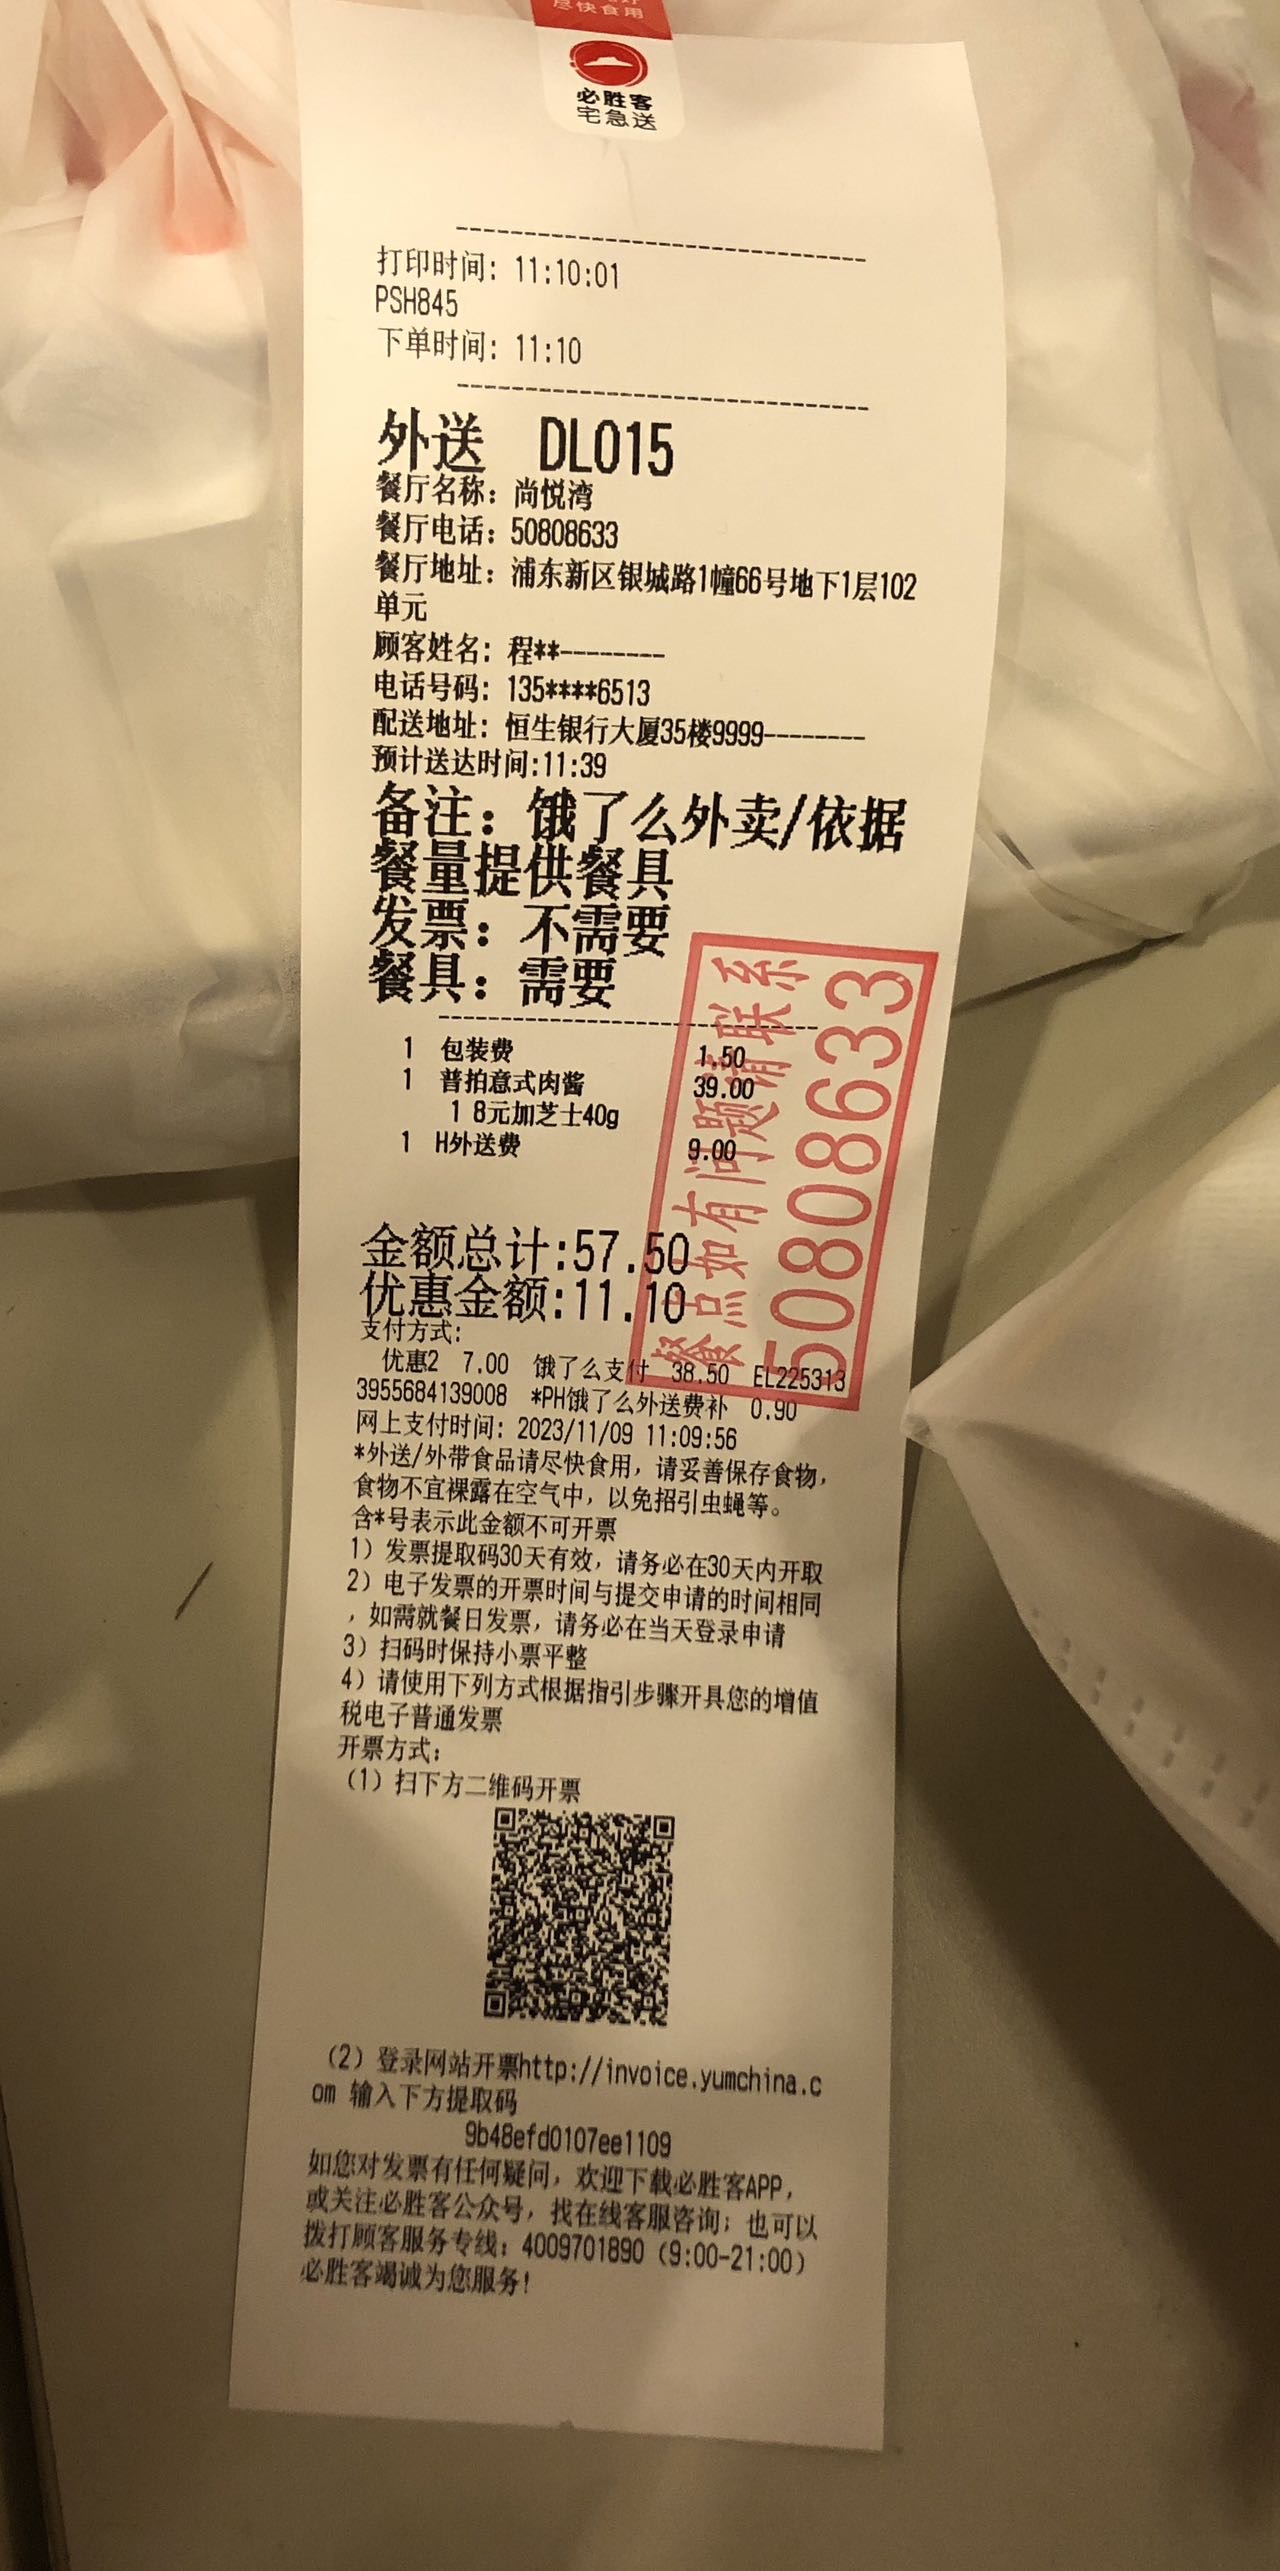 尽快食用
必胜客
宅急送
打印时间: 11:10:01
PSH845
下单时间: 11:10
外送 DL015
餐厅名称: 尚悦湾
餐厅电话: 50808633
餐厅地址: 浦东新区银城路1幢66号地下1层102
单元
顾客姓名: 程**--------
电话号码: 135****6513
配送地址: 恒生银行大厦35楼9999--------
预计送达时间:11:39
备注: 饿了么外卖/依据
餐量提供餐具
发票: 不需要
餐具: 需要
1 包装费 1.50
1 普拍意式肉酱 39.00
1 8元加芝士40g
1 H外送费 9.00
餐点如有问题请联系
50808633
金额总计:57.50
优惠金额:11.10
支付方式:
优惠2 7.00 饿了么支付 38.50 EL225313
3955684139008 *PH饿了么外送费补 0.90
网上支付时间: 2023/11/09 11:09:56
*外送/外带食品请尽快食用, 请妥善保存食物,
食物不宜裸露在空气中, 以免招引虫蝇等。
含*号表示此金额不可开票
1) 发票提取码30天有效, 请务必在30天内开取
2) 电子发票的开票时间与提交申请的时间相同
, 如需就餐日发票, 请务必在当天登录申请
3) 扫码时保持小票平整
4) 请使用下列方式根据指引步骤开具您的增值
税电子普通发票
开票方式:
(1) 扫下方二维码开票
(2) 登录网站开票http://invoice.yumchina.c
om 输入下方提取码
9b48efd0107ee1109
如您对发票有任何疑问, 欢迎下载必胜客APP,
或关注必胜客公众号, 找在线客服咨询; 也可以
拨打顾客服务专线: 4009701890 (9:00-21:00)
必胜客竭诚为您服务!